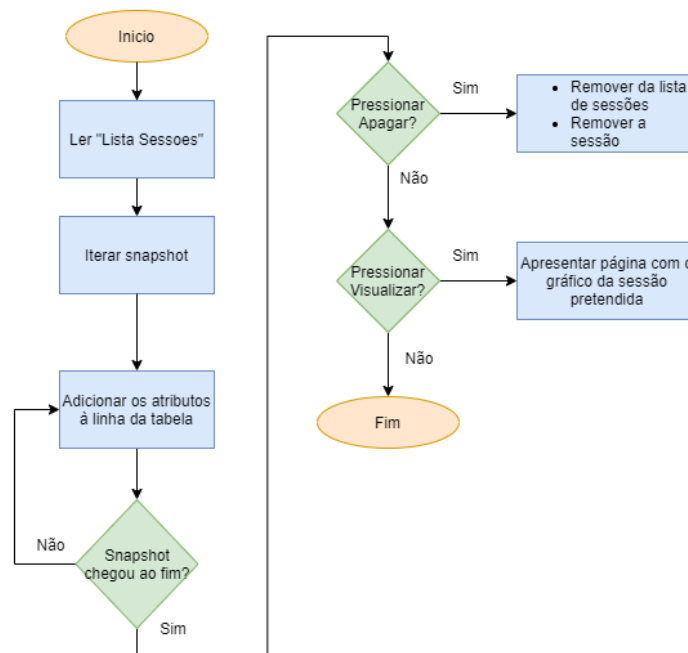 Inicio
Ler "Lista Sessoes"
Iterar snapshot
Adicionar os atributos
à linha da tabela
Não
Snapshot
chegou ao fim?
Sim
Pressionar
Apagar?
Sim
• Remover da lista
de sessões
• Remover a
sessão
Não
Pressionar
Visualizar?
Sim
Apresentar página com
gráfico da sessão
pretendida
Não
Fim